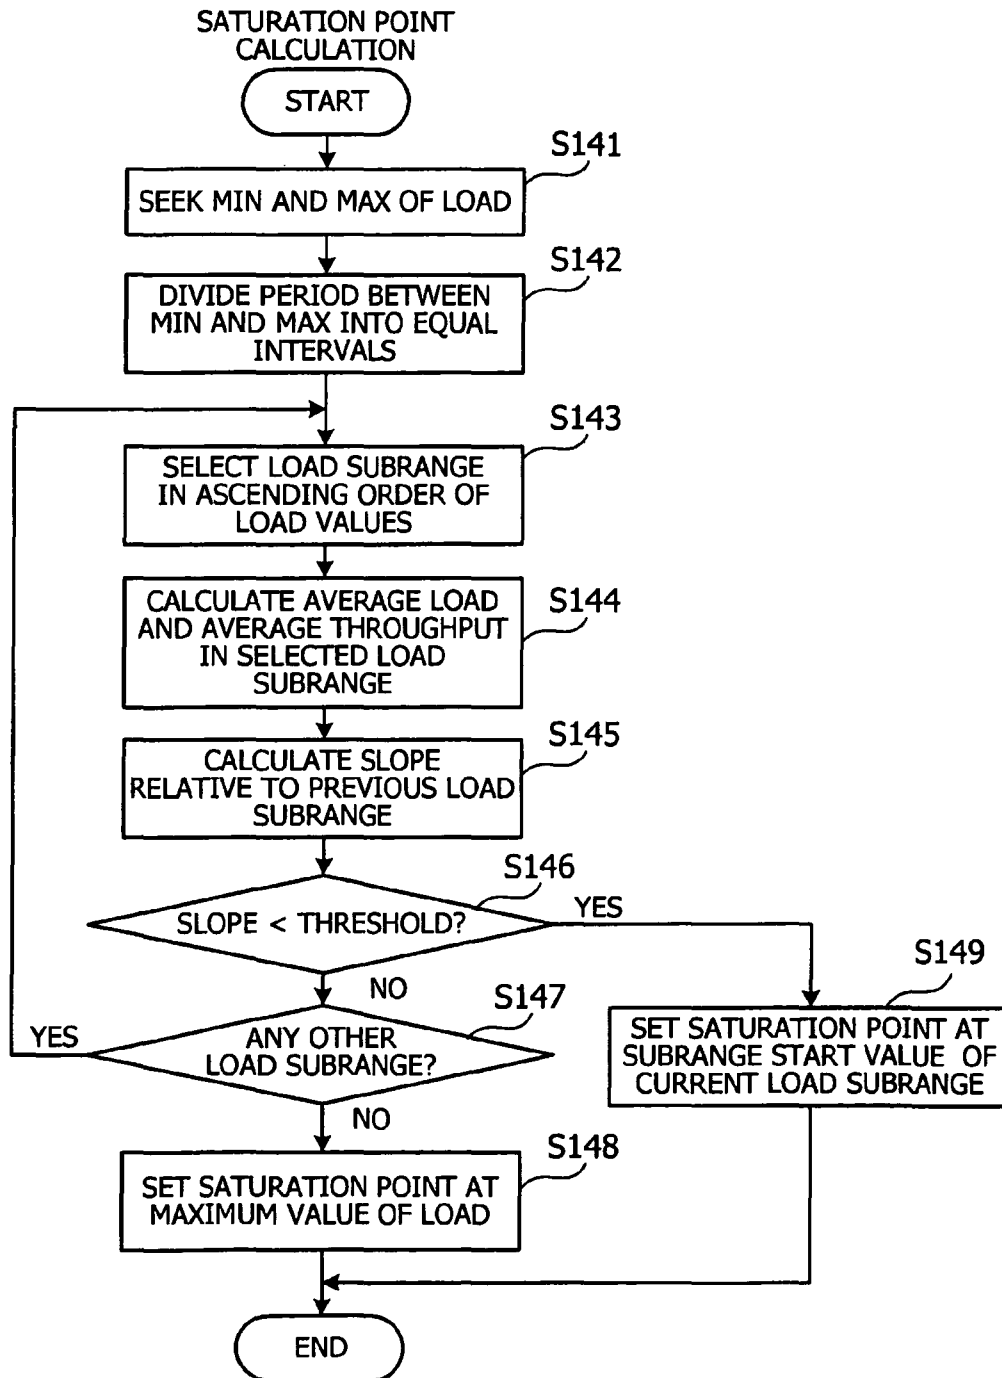 SATURATION POINT
CALCULATION
START
S141
SEEK MIN AND MAX OF LOAD
S142
DIVIDE PERIOD BETWEEN
MIN AND MAX INTO EQUAL
INTERVALS
S143
SELECT LOAD SUBRANGE
IN ASCENDING ORDER OF
LOAD VALUES
S144
CALCULATE AVERAGE LOAD
AND AVERAGE THROUGHPUT
IN SELECTED LOAD
SUBRANGE
S145
CALCULATE SLOPE
RELATIVE TO PREVIOUS LOAD
SUBRANGE
S146
SLOPE < THRESHOLD?
YES
NO
S149
SET SATURATION POINT AT
SUBRANGE START VALUE OF
CURRENT LOAD SUBRANGE
S147
YES
ANY OTHER
LOAD SUBRANGE?
NO
S148
SET SATURATION POINT AT
MAXIMUM VALUE OF LOAD
END